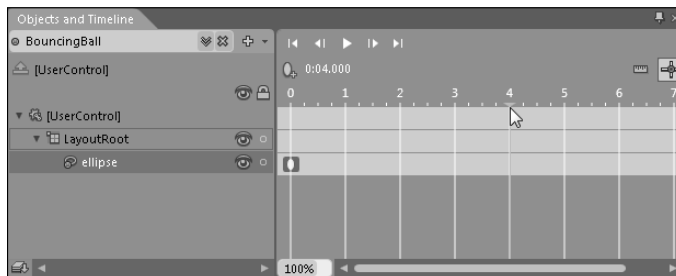 Objects and Timeline
BouncingBall
[UserControl]
0:04.000
0 1 2 3 4 5 6 7
[UserControl]
LayoutRoot
ellipse
100%